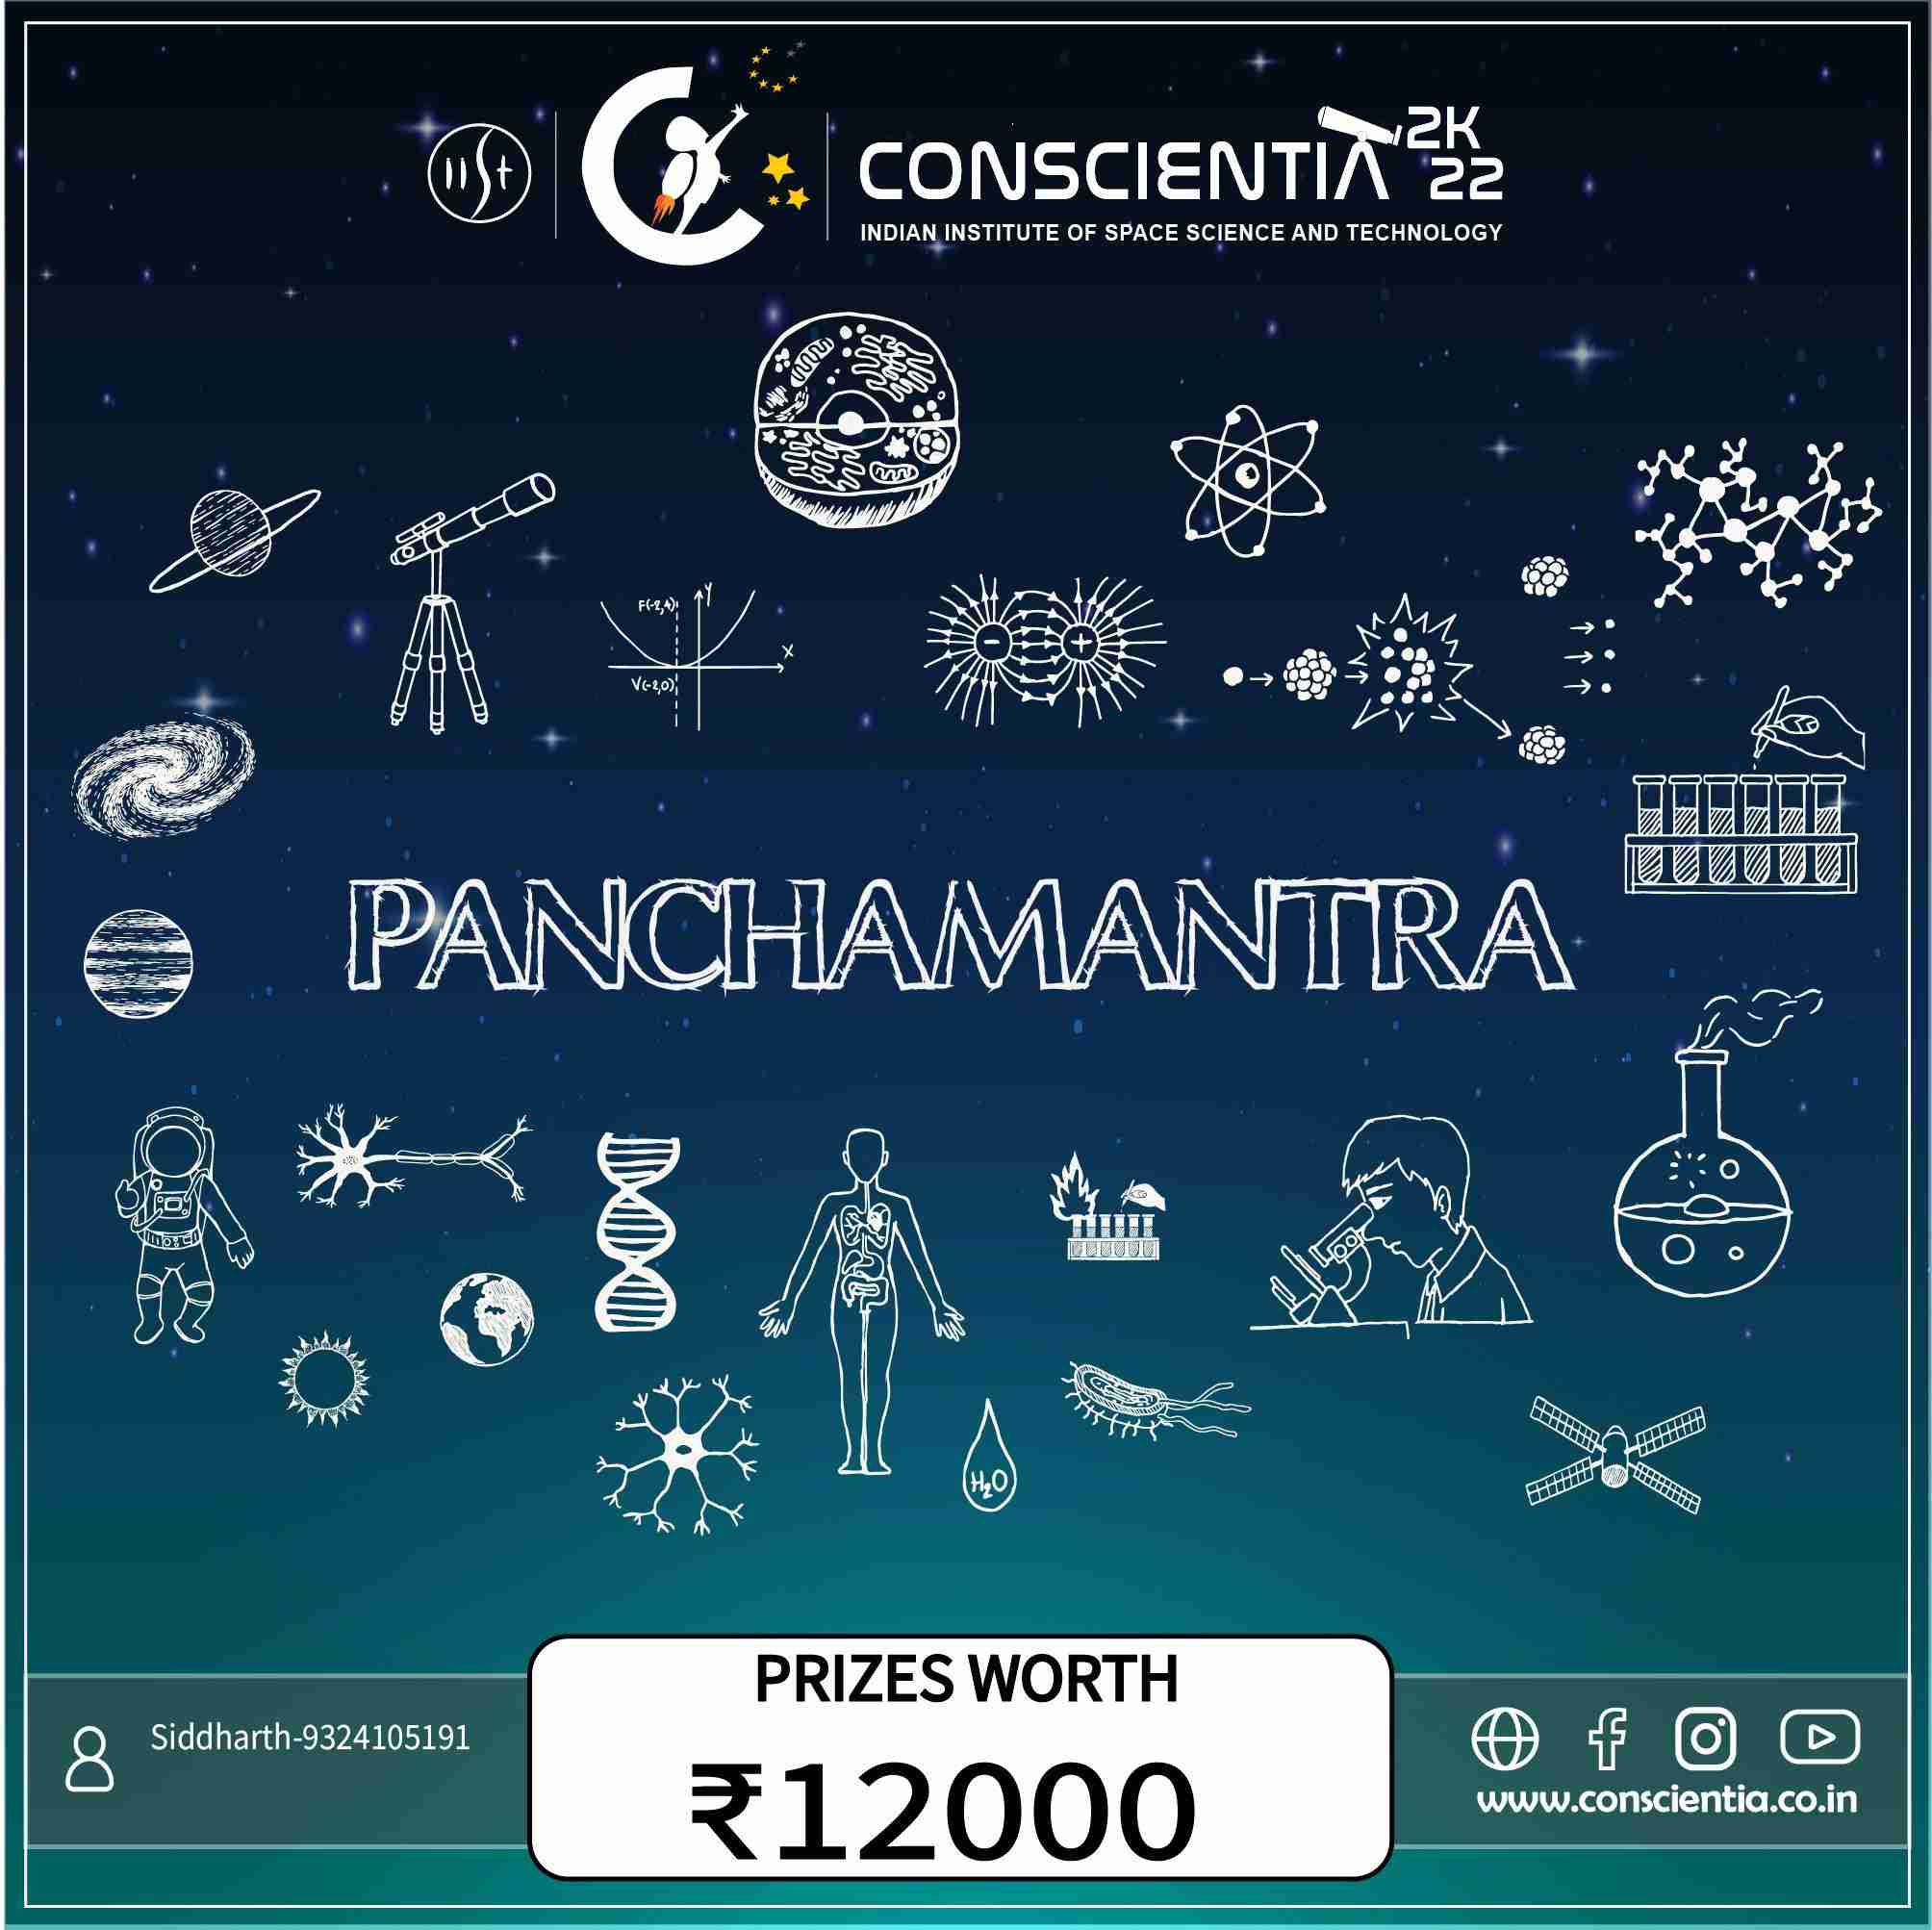 IISt
CONSCIENTIA 2K22
INDIAN INSTITUTE OF SPACE SCIENCE AND TECHNOLOGY
F(-2,4)
Y
X
V(-2,0)
- +
PANCHAMANTRA
H₂O
PRIZES WORTH
₹12000
Siddharth-9324105191
www.conscientia.co.in